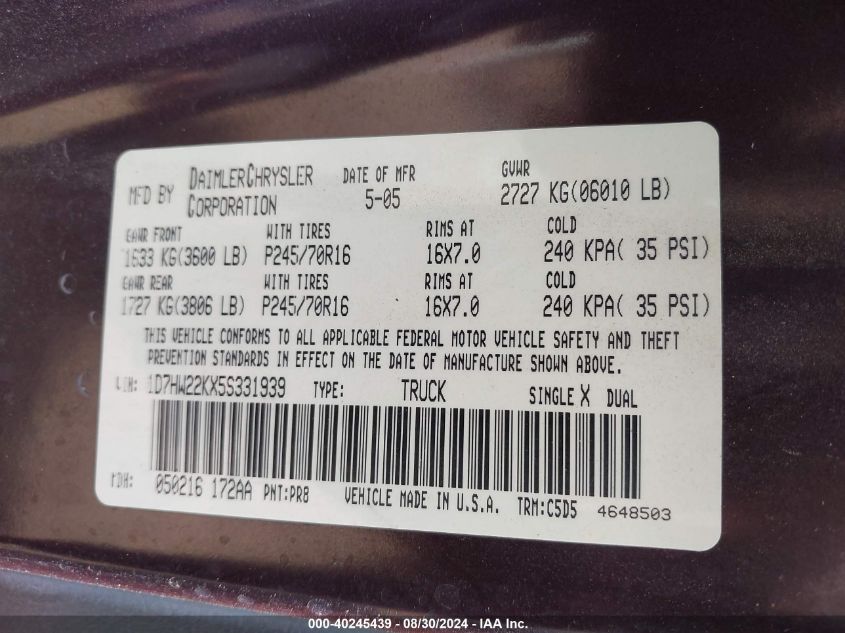 MFD BY DAIMLERCHRYSLER CORPORATION DATE OF MFR 5-05 GVWR 2727 KG(06010 LB)
GAWR FRONT WITH TIRES RIMS AT COLD
1633 KG(3600 LB) P245/70R16 16X7.0 240 KPA( 35 PSI)
GAWR REAR WITH TIRES RIMS AT COLD
1727 KG(3806 LB) P245/70R16 16X7.0 240 KPA( 35 PSI)
THIS VEHICLE CONFORMS TO ALL APPLICABLE FEDERAL MOTOR VEHICLE SAFETY AND THEFT
PREVENTION STANDARDS IN EFFECT ON THE DATE OF MANUFACTURE SHOWN ABOVE.
VIN: 1D7HW22KX5S331939 TYPE: TRUCK SINGLE X DUAL
MDH: 050216 172AA PNT:PR8 VEHICLE MADE IN U.S.A. TRM:C5D5 4648503
000-40245439 - 08/30/2024 - IAA Inc.